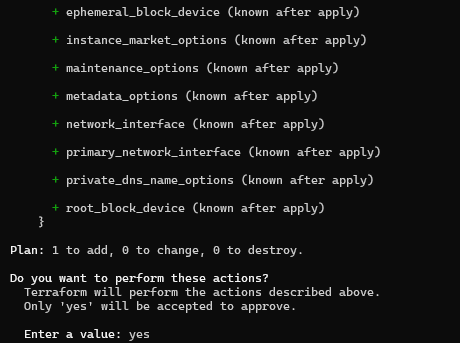 + ephemeral_block_device (known after apply)
+ instance_market_options (known after apply)
+ maintenance_options (known after apply)
+ metadata_options (known after apply)
+ network_interface (known after apply)
+ primary_network_interface (known after apply)
+ private_dns_name_options (known after apply)
+ root_block_device (known after apply)
}
Plan: 1 to add, 0 to change, 0 to destroy.
Do you want to perform these actions?
Terraform will perform the actions described above.
Only 'yes' will be accepted to approve.
Enter a value: yes